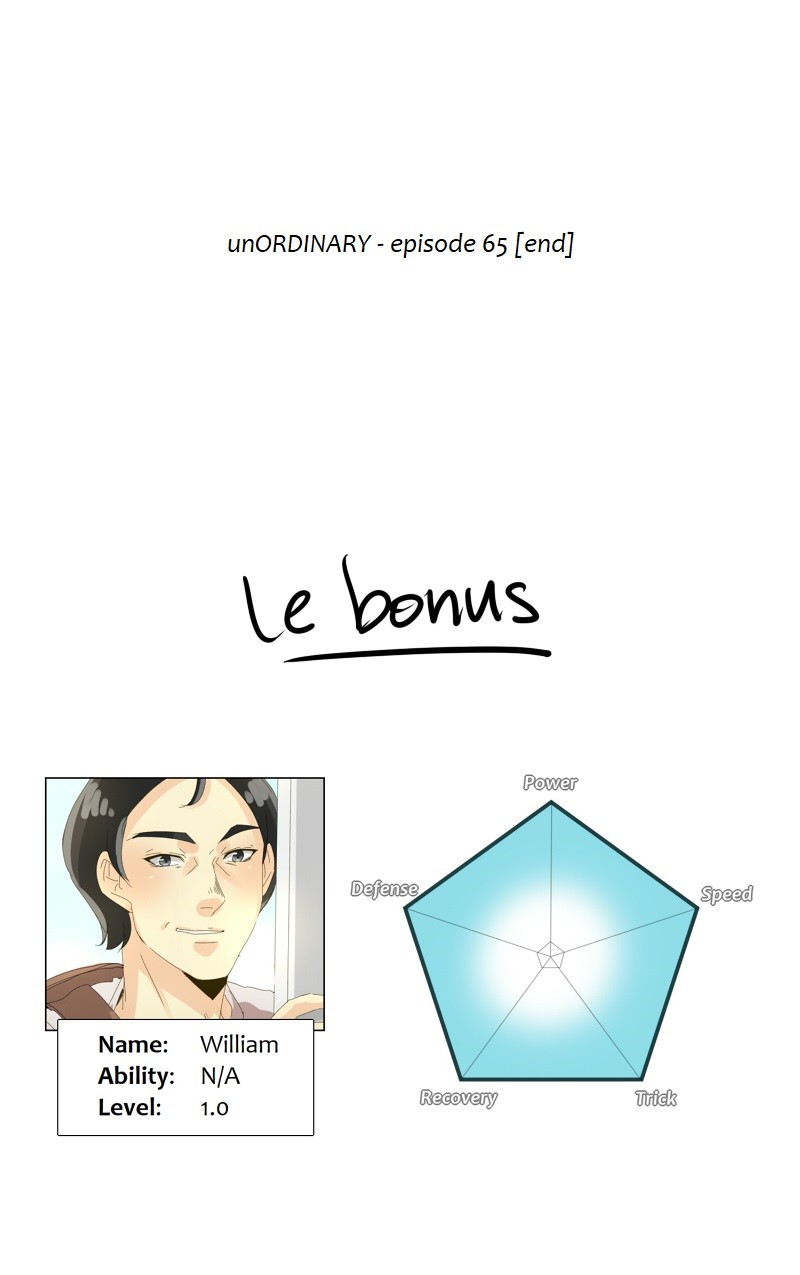 unORDINARY - episode 65 [end]
le bonus
Power
Defense
Speed
Recovery
Trick
Name: William
Ability: N/A
Level: 1.0